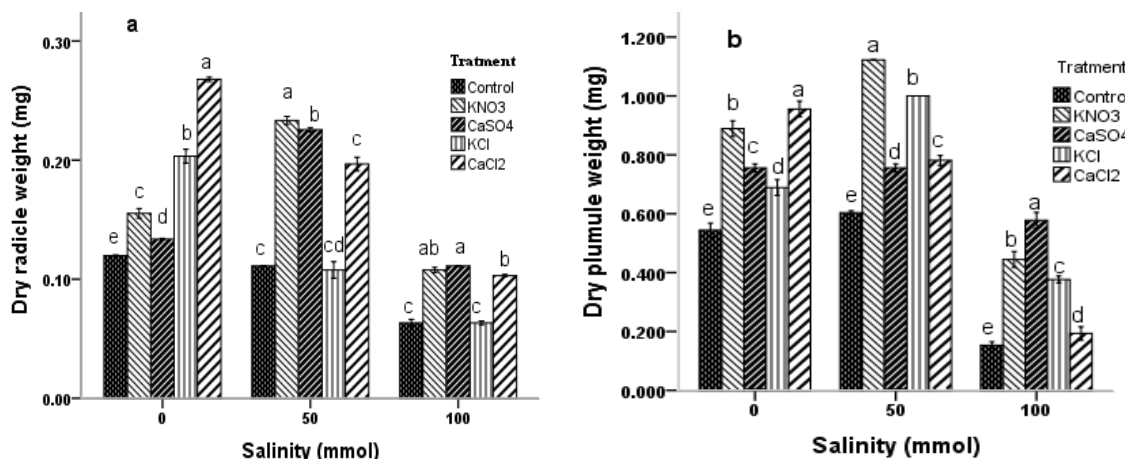 a
Dry radicle weight (mg)
0.30
0.20
0.10
0.00
Tratment
Control
KNO3
CaSO4
KCl
CaCl2
e
c
d
b
a
c
a
b
cd
c
c
ab
a
c
b
0
50
100
Salinity (mmol)
b
Dry plumule weight (mg)
1.200
1.000
0.800
0.600
0.400
0.200
0.000
Tratment
Control
KNO3
CaSO4
KCl
CaCl2
e
b
c
d
a
e
a
d
b
c
e
b
a
c
d
0
50
100
Salinity (mmol)